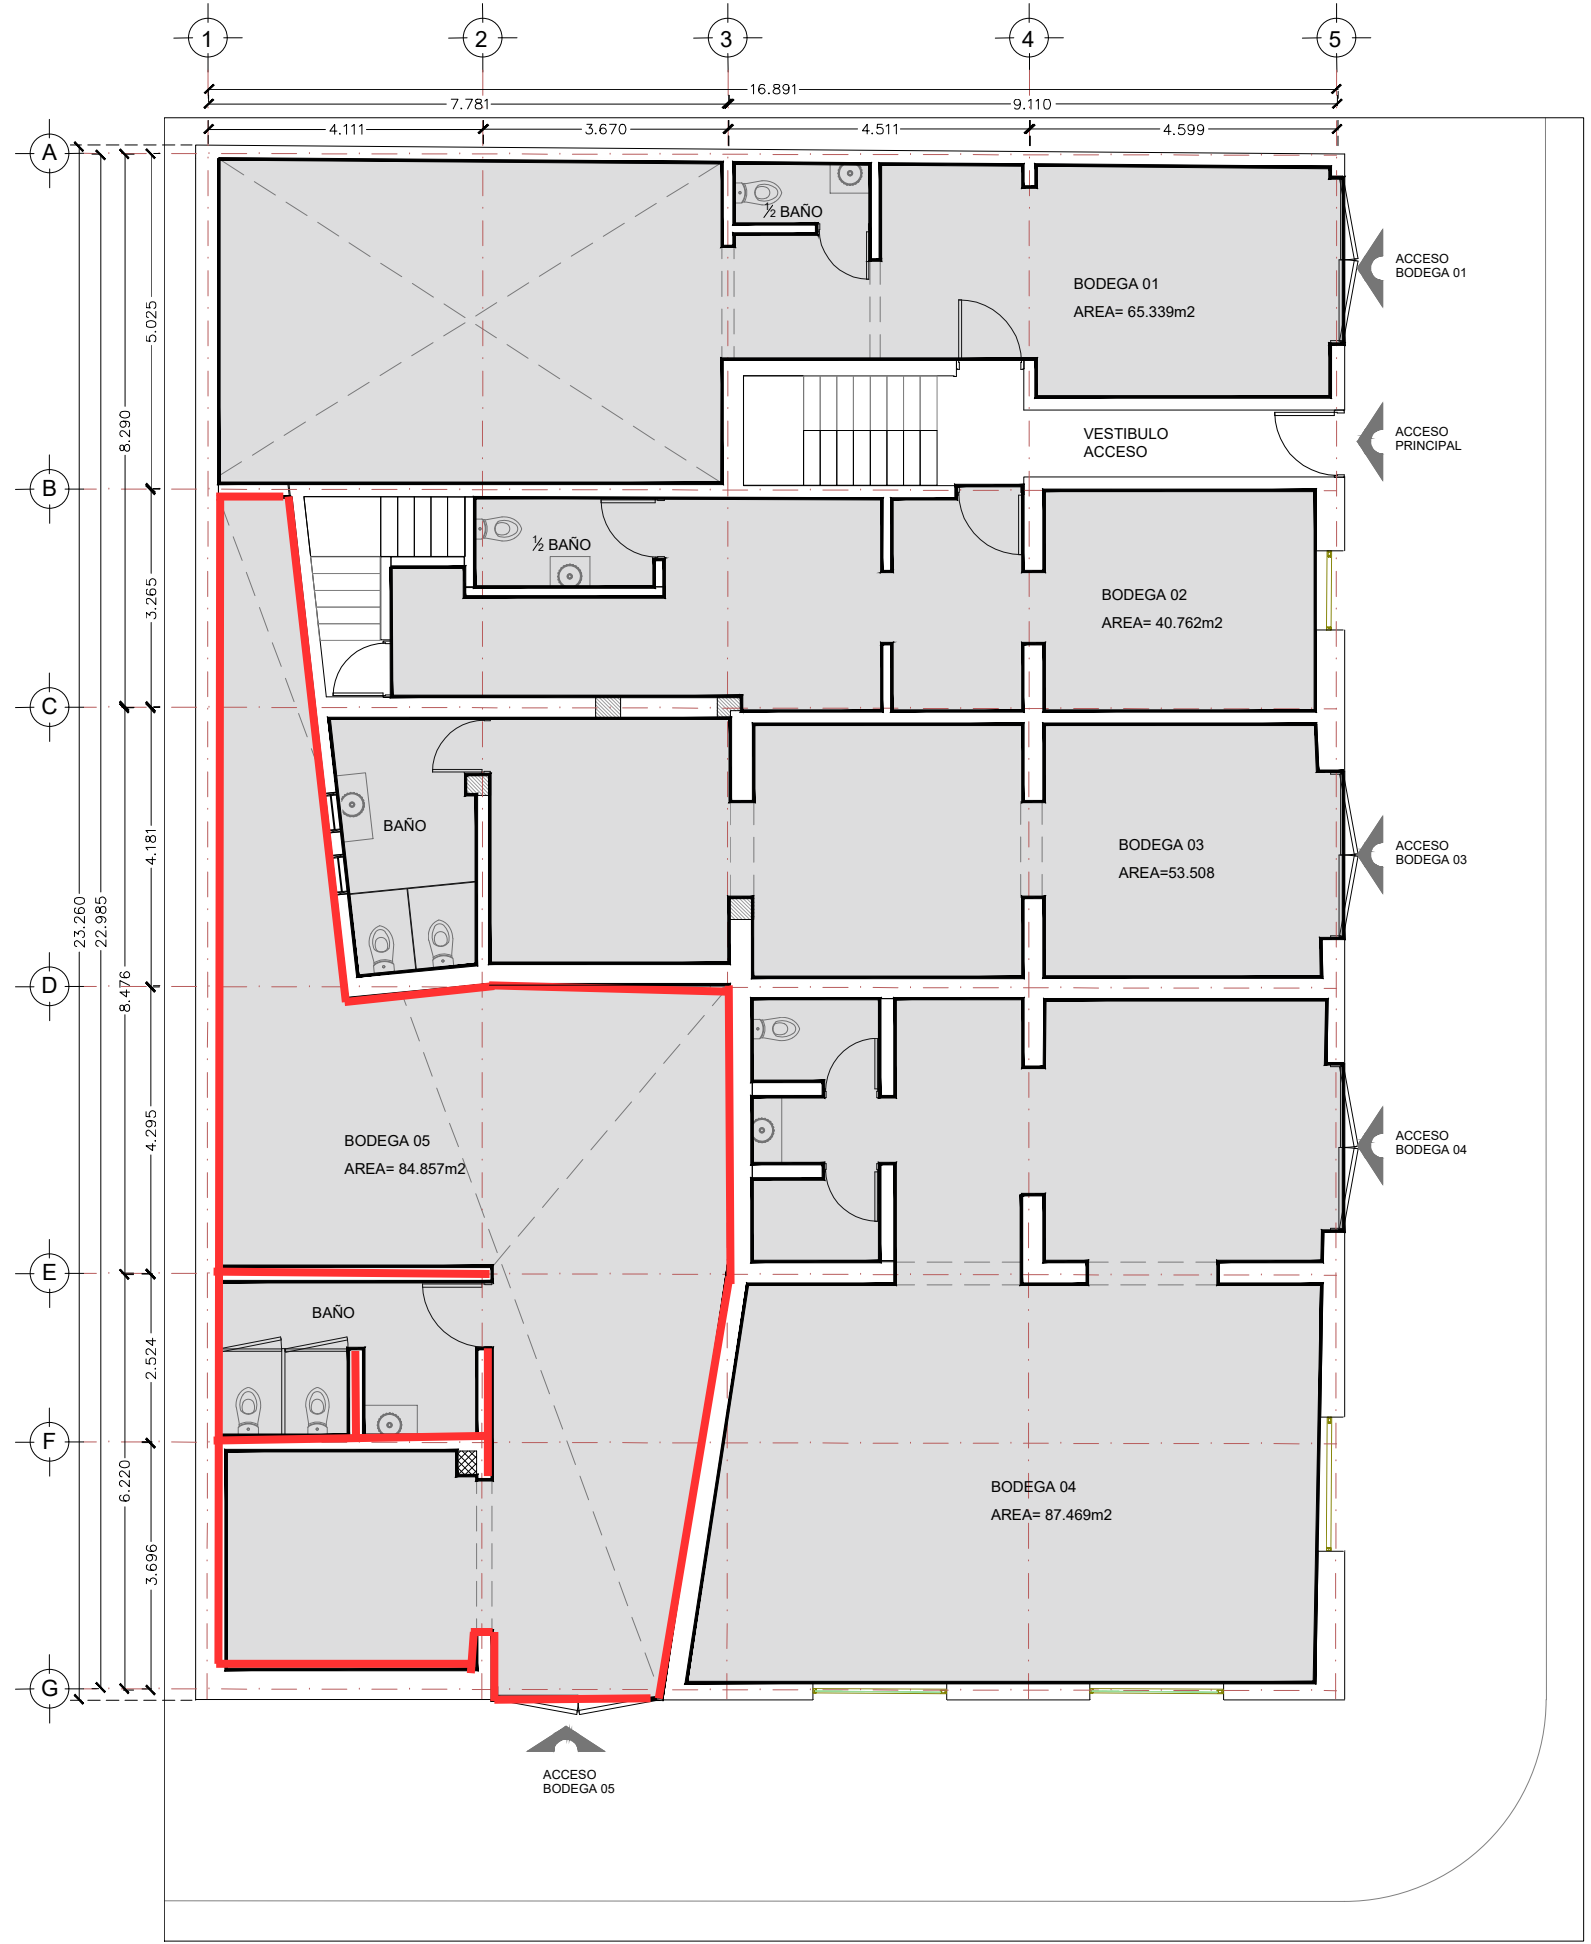 1
2
3
4
5
16.891
7.781
9.110
4.111
3.670
4.511
4.599
A
B
C
D
E
F
G
23.260
22.985
8.290
8.476
6.220
5.025
3.265
4.181
4.295
2.524
3.696
½ BAÑO
BODEGA 01
AREA= 65.339m2
ACCESO
BODEGA 01
VESTIBULO
ACCESO
ACCESO
PRINCIPAL
½ BAÑO
BODEGA 02
AREA= 40.762m2
BAÑO
BODEGA 03
AREA=53.508
ACCESO
BODEGA 03
BODEGA 05
AREA= 84.857m2
ACCESO
BODEGA 04
BAÑO
BODEGA 04
AREA= 87.469m2
ACCESO
BODEGA 05